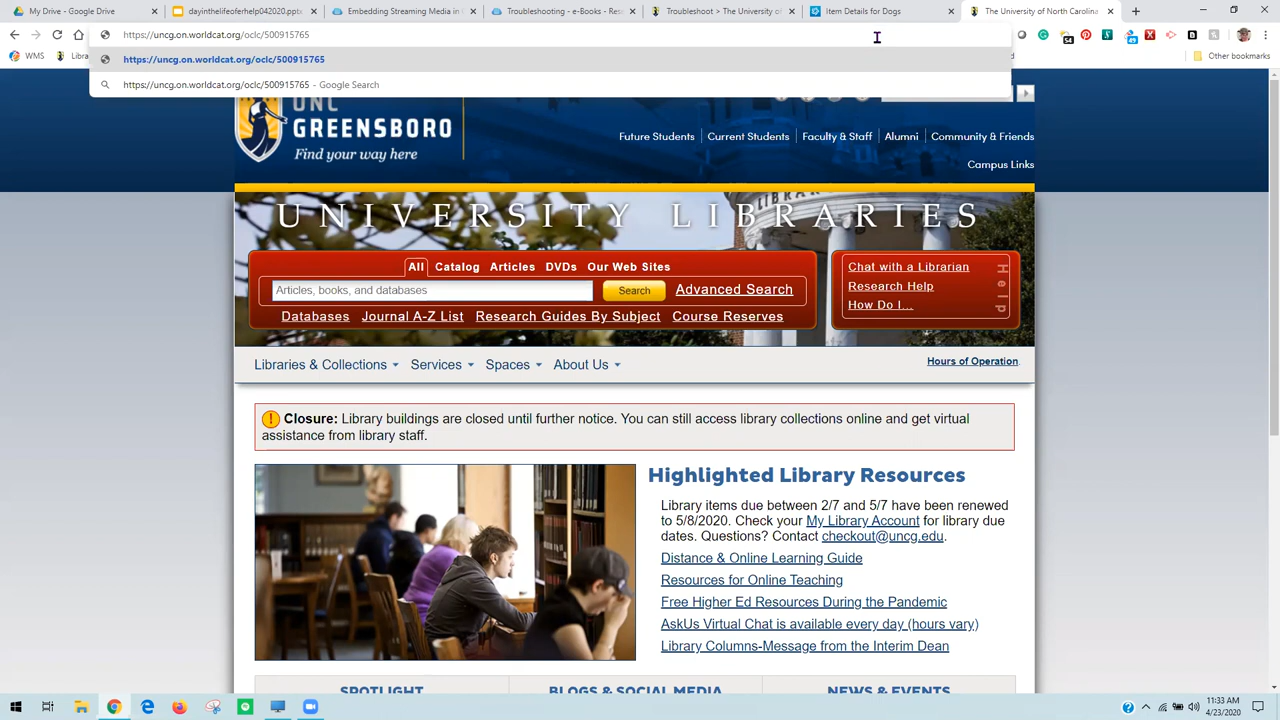 My Drive - Google Drive
dayinthelifeoferhelp042020.pptx
Embedding Streaming Media in C
Troubleshooting - e-Books - Res
Troubleshoot > The University of
Item Details for Dogs
The University of North Carolina
https://uncg.on.worldcat.org/oclc/500915765
54
49
WMS
Libra
Other bookmarks
https://uncg.on.worldcat.org/oclc/500915765
https://uncg.on.worldcat.org/oclc/500915765 - Google Search
UNC
GREENSBORO
Find your way here
Future Students
Current Students
Faculty & Staff
Alumni
Community & Friends
Campus Links
UNIVERSITY LIBRARIES
All
Catalog
Articles
DVDs
Our Web Sites
Articles, books, and databases
Search
Advanced Search
Databases
Journal A-Z List
Research Guides By Subject
Course Reserves
Chat with a Librarian
Research Help
How Do I...
Help
Libraries & Collections
Services
Spaces
About Us
Hours of Operation.
Closure: Library buildings are closed until further notice. You can still access library collections online and get virtual
assistance from library staff.
Highlighted Library Resources
Library items due between 2/7 and 5/7 have been renewed
to 5/8/2020. Check your My Library Account for library due
dates. Questions? Contact checkout@uncg.edu.
Distance & Online Learning Guide
Resources for Online Teaching
Free Higher Ed Resources During the Pandemic
AskUs Virtual Chat is available every day (hours vary)
Library Columns-Message from the Interim Dean
SPOTLIGHT
BLOGS & SOCIAL MEDIA
NEWS & EVENTS
11:33 AM
4/23/2020